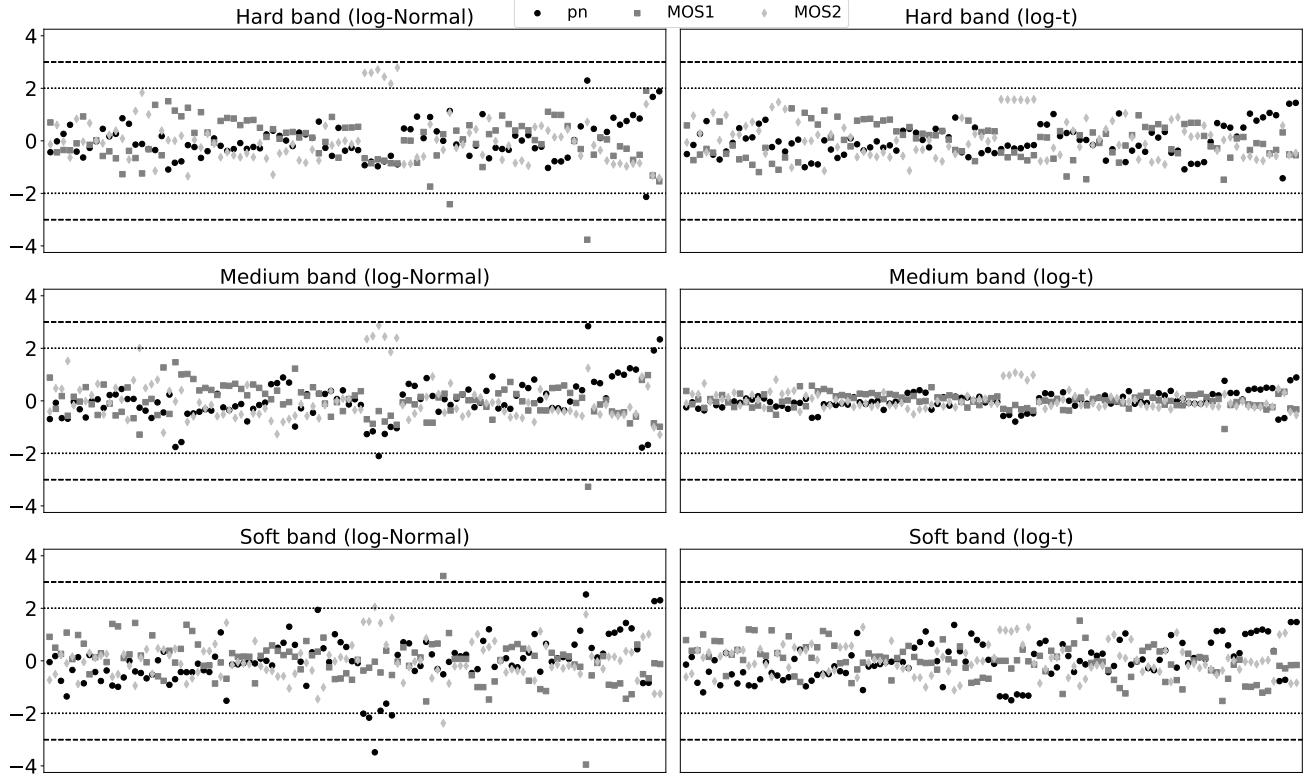 Hard band (log-Normal)
pn MOS1 MOS2
Hard band (log-t)
4
2
0
−2
−4
Medium band (log-Normal)
Medium band (log-t)
4
2
0
−2
−4
Soft band (log-Normal)
Soft band (log-t)
4
2
0
−2
−4